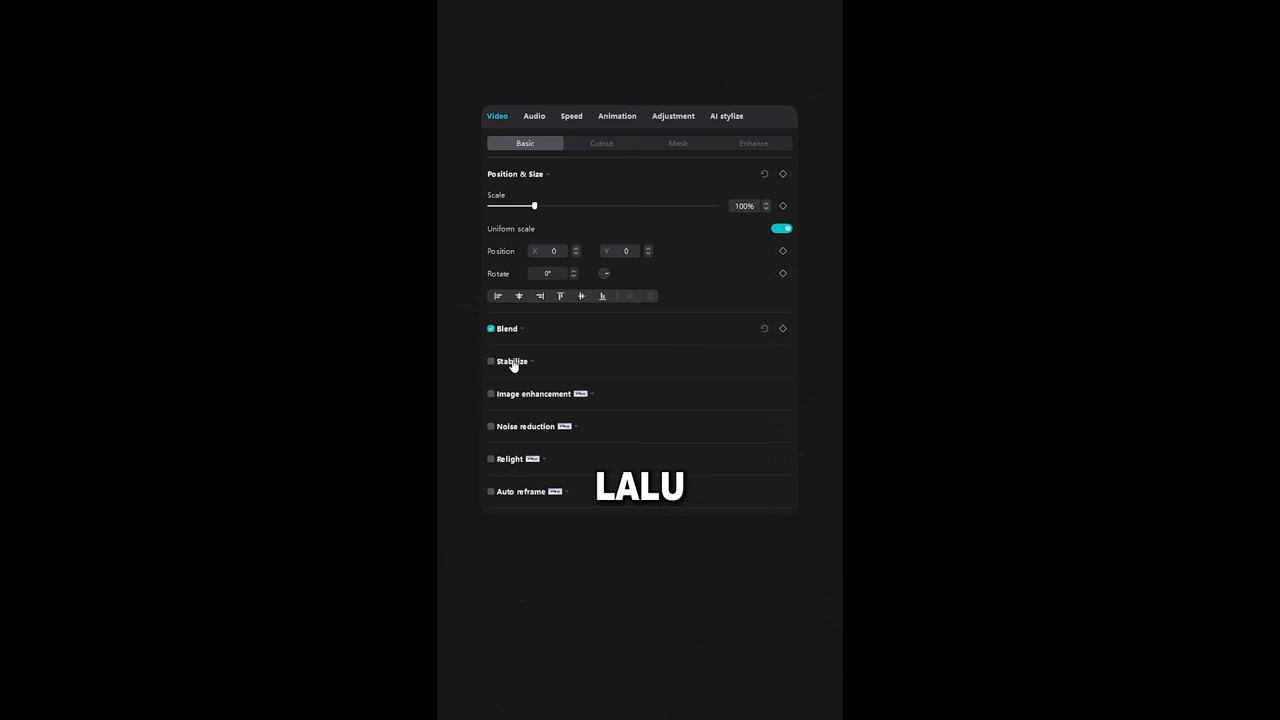 Video Audio Speed Animation Adjustment AI stylize
Basic Cutout Mask Enhance
Position & Size
Scale
100%
Uniform scale
Position X 0 Y 0
Rotate 0°
Blend
Stabilize
Image enhancement
Noise reduction
Relight
LALU
Auto reframe